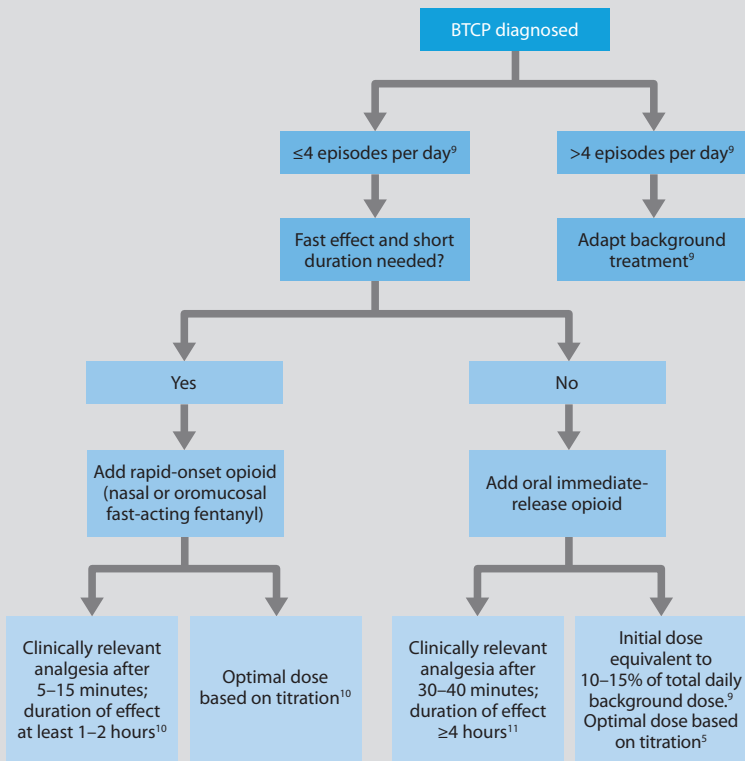 BTCP diagnosed
≤4 episodes per day⁹
>4 episodes per day⁹
Fast effect and short
duration needed?
Adapt background
treatment⁹
Yes
No
Add rapid-onset opioid
(nasal or oromucosal
fast-acting fentanyl)
Add oral immediate-
release opioid
Clinically relevant
analgesia after
5–15 minutes;
duration of effect
at least 1–2 hours¹⁰
Optimal dose
based on titration¹⁰
Clinically relevant
analgesia after
30–40 minutes;
duration of effect
≥4 hours¹¹
Initial dose
equivalent to
10–15% of total daily
background dose.⁹
Optimal dose based
on titration⁵